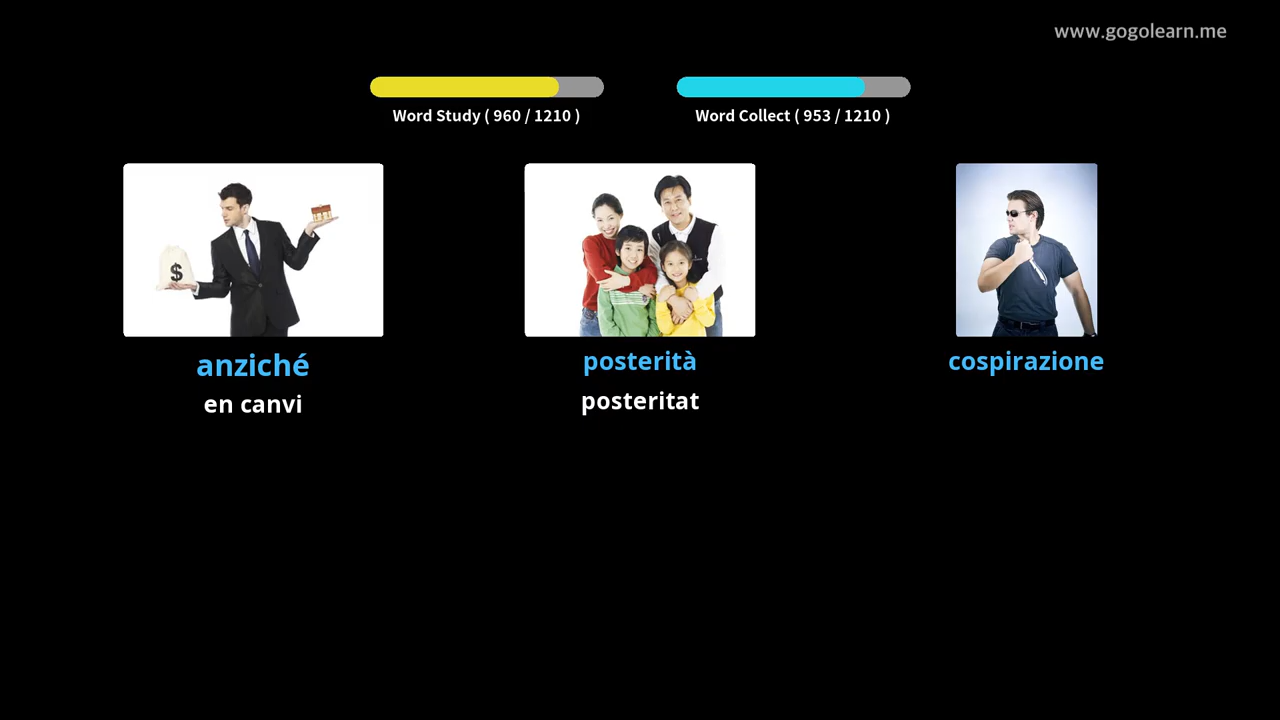 www.gogolearn.me
Word Study ( 960 / 1210 )
Word Collect ( 953 / 1210 )
$
anziché
posterità
cospirazione
en canvi
posteritat